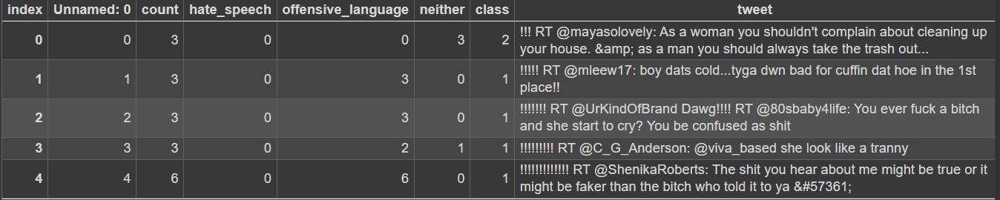 index Unnamed: 0 count hate_speech offensive_language neither class tweet
0 0 3 0 0 3 2 !!! RT @mayasolovely: As a woman you shouldn't complain about cleaning up
your house. &amp; as a man you should always take the trash out...
1 1 3 0 3 0 1 !!!!! RT @mleew17: boy dats cold...tyga dwn bad for cuffin dat hoe in the 1st
place!!
2 2 3 0 3 0 1 !!!!!!! RT @UrKindOfBrand Dawg!!!! RT @80sbaby4life: You ever fuck a bitch
and she start to cry? You be confused as shit
3 3 3 0 2 1 1 !!!!!!!!! RT @C_G_Anderson: @viva_based she look like a tranny
4 4 6 0 6 0 1 !!!!!!!!!!!!! RT @ShenikaRoberts: The shit you hear about me might be true or it
might be faker than the bitch who told it to ya &#57361;